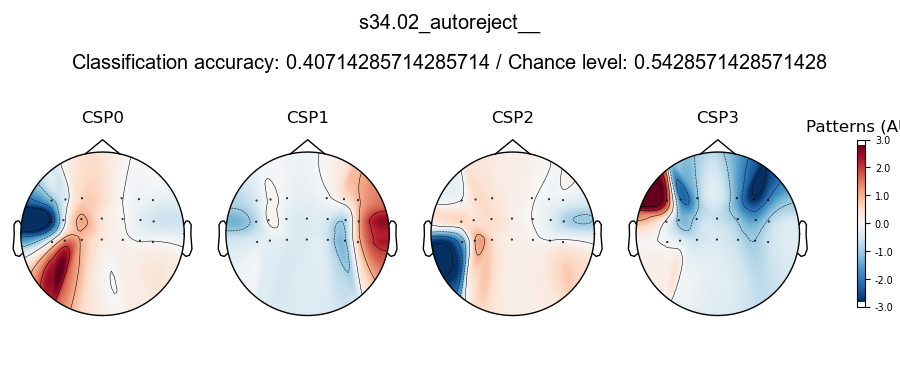 s34.02_autoreject__
Classification accuracy: 0.40714285714285714 / Chance level: 0.5428571428571428
CSP0 CSP1 CSP2 CSP3
Patterns (AU
3.0
2.0
1.0
0.0
-1.0
-2.0
-3.0